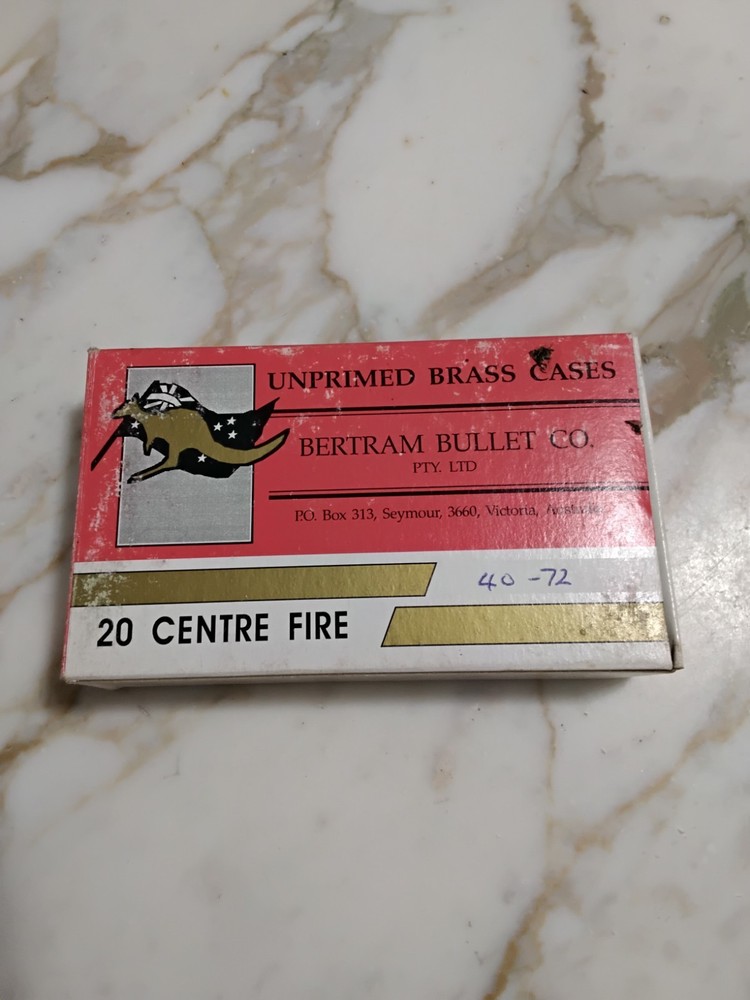 UNPRIMED BRASS CASES
BERTRAM BULLET CO.
PTY. LTD
P.O. Box 313, Seymour, 3660, Victoria,
40-72
20 CENTRE FIRE